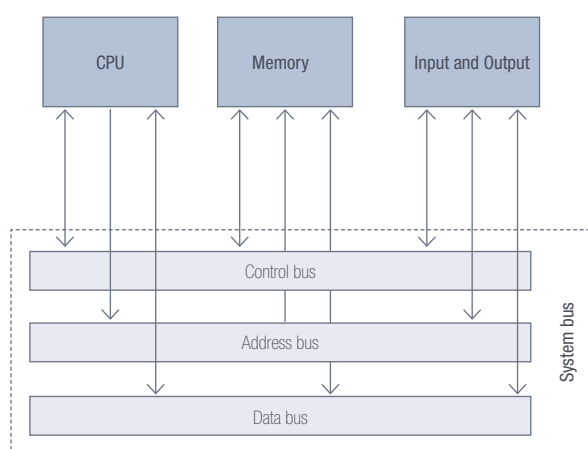 CPU
Memory
Input and Output
Control bus
Address bus
Data bus
System bus